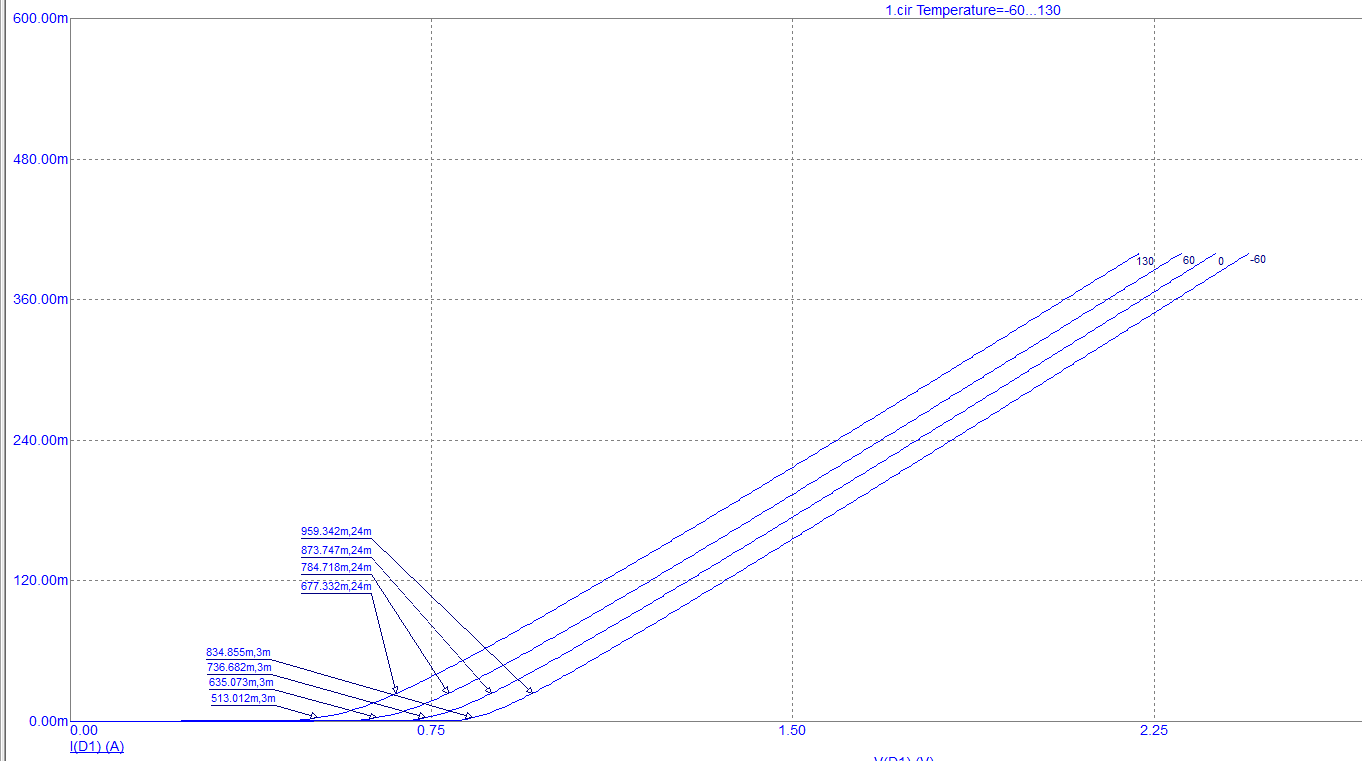 1.cir Temperature=-60...130
600.00m
480.00m
360.00m
240.00m
120.00m
0.00m
130
60
0
-60
959.342m,24m
873.747m,24m
784.718m,24m
677.332m,24m
834.855m,3m
736.682m,3m
635.073m,3m
513.012m,3m
0.00
0.75
1.50
2.25
I(D1) (A)
V(D1) (V)